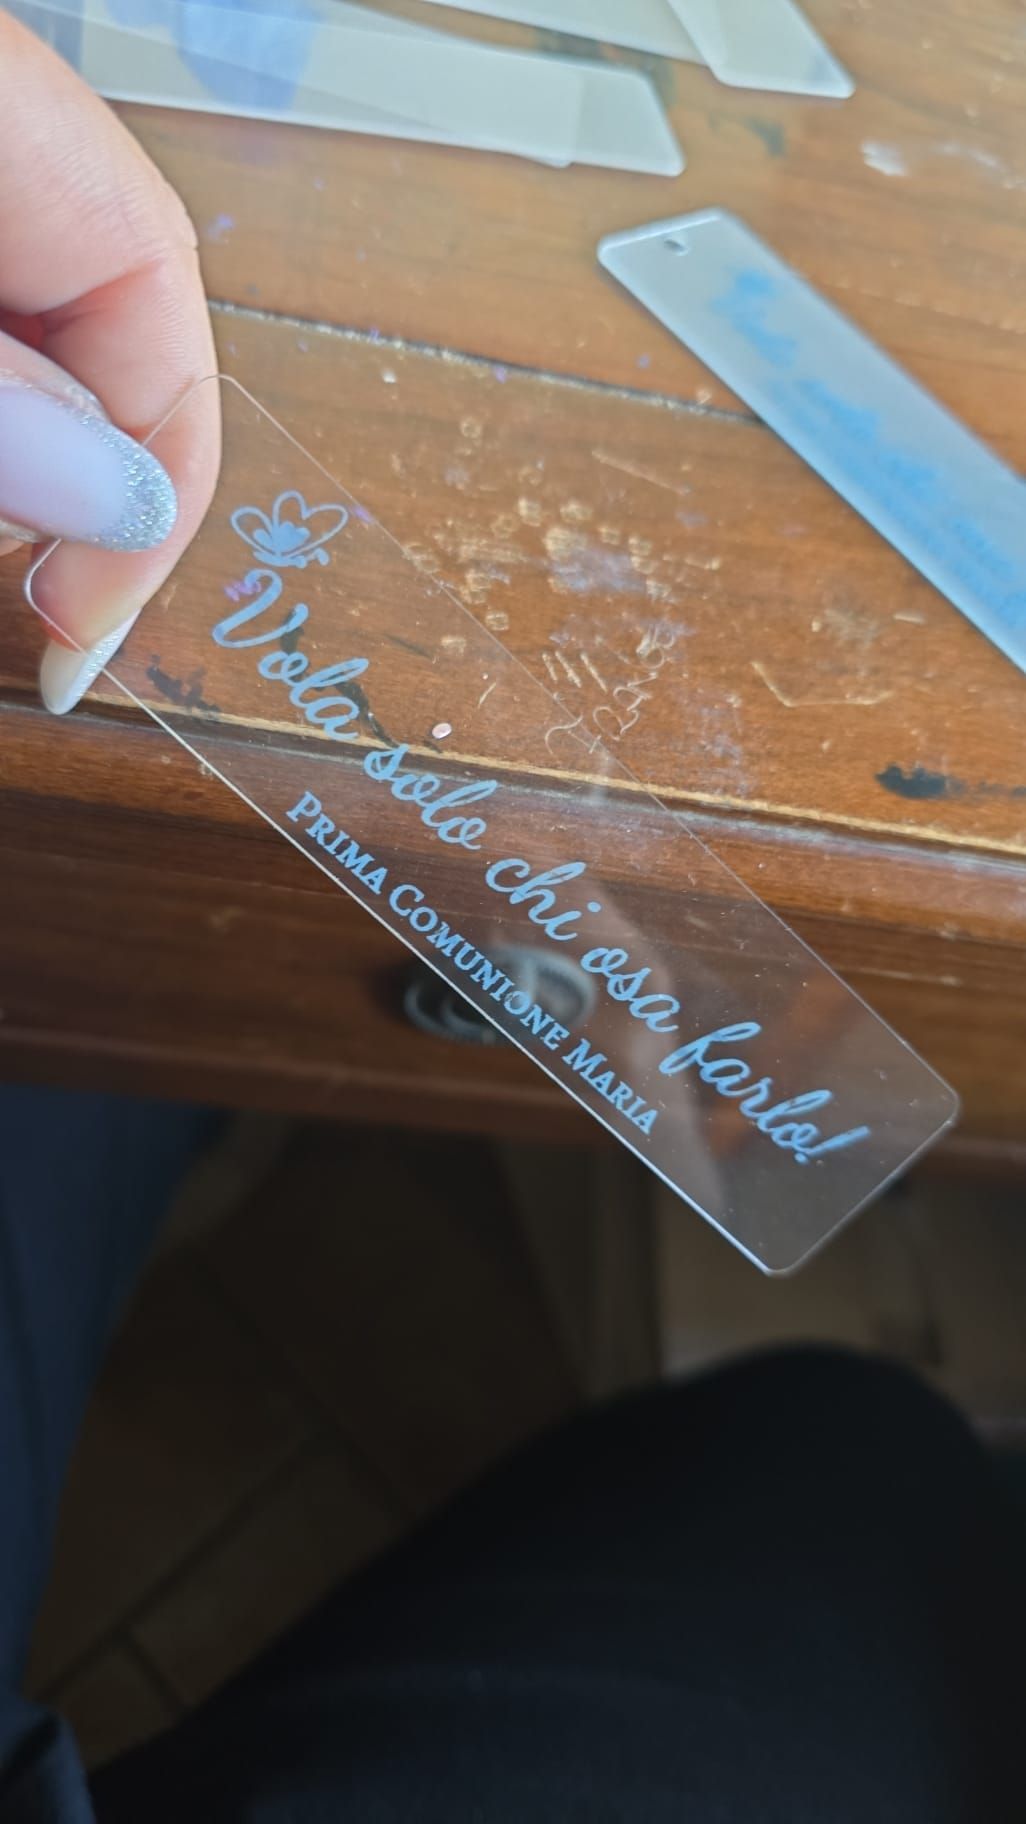 Vola solo chi osa farlo!
PRIMA COMUNIONE MARIA